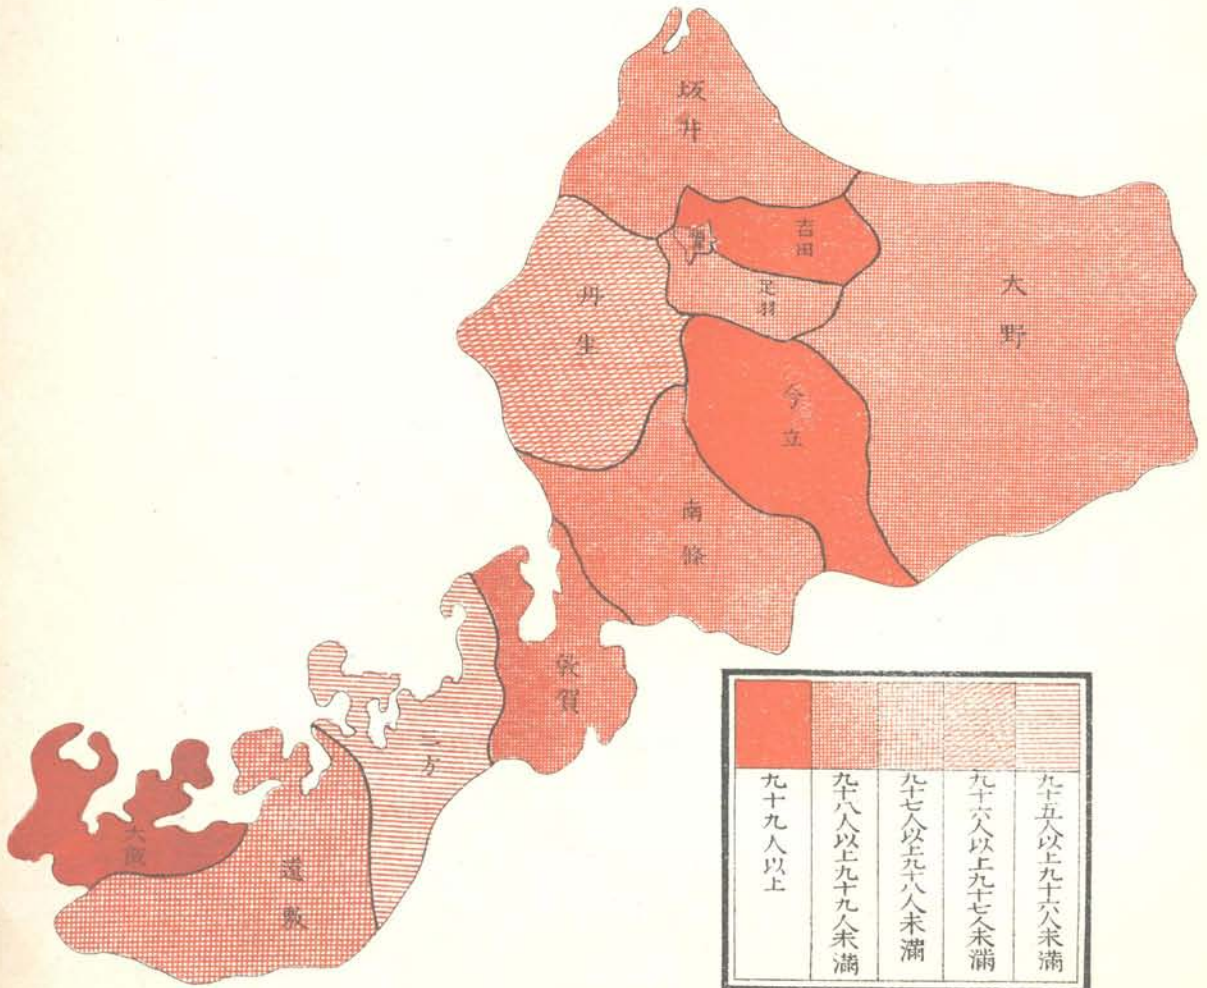 坂井
吉田
足羽
大野
丹生
今立
南條
敦賀
三方
遠敷
大飯
九十九人以上
九十八人以上九十九人未滿
九十七人以上九十八人未滿
九十六人以上九十七人未滿
九十五人以上九十六人未滿